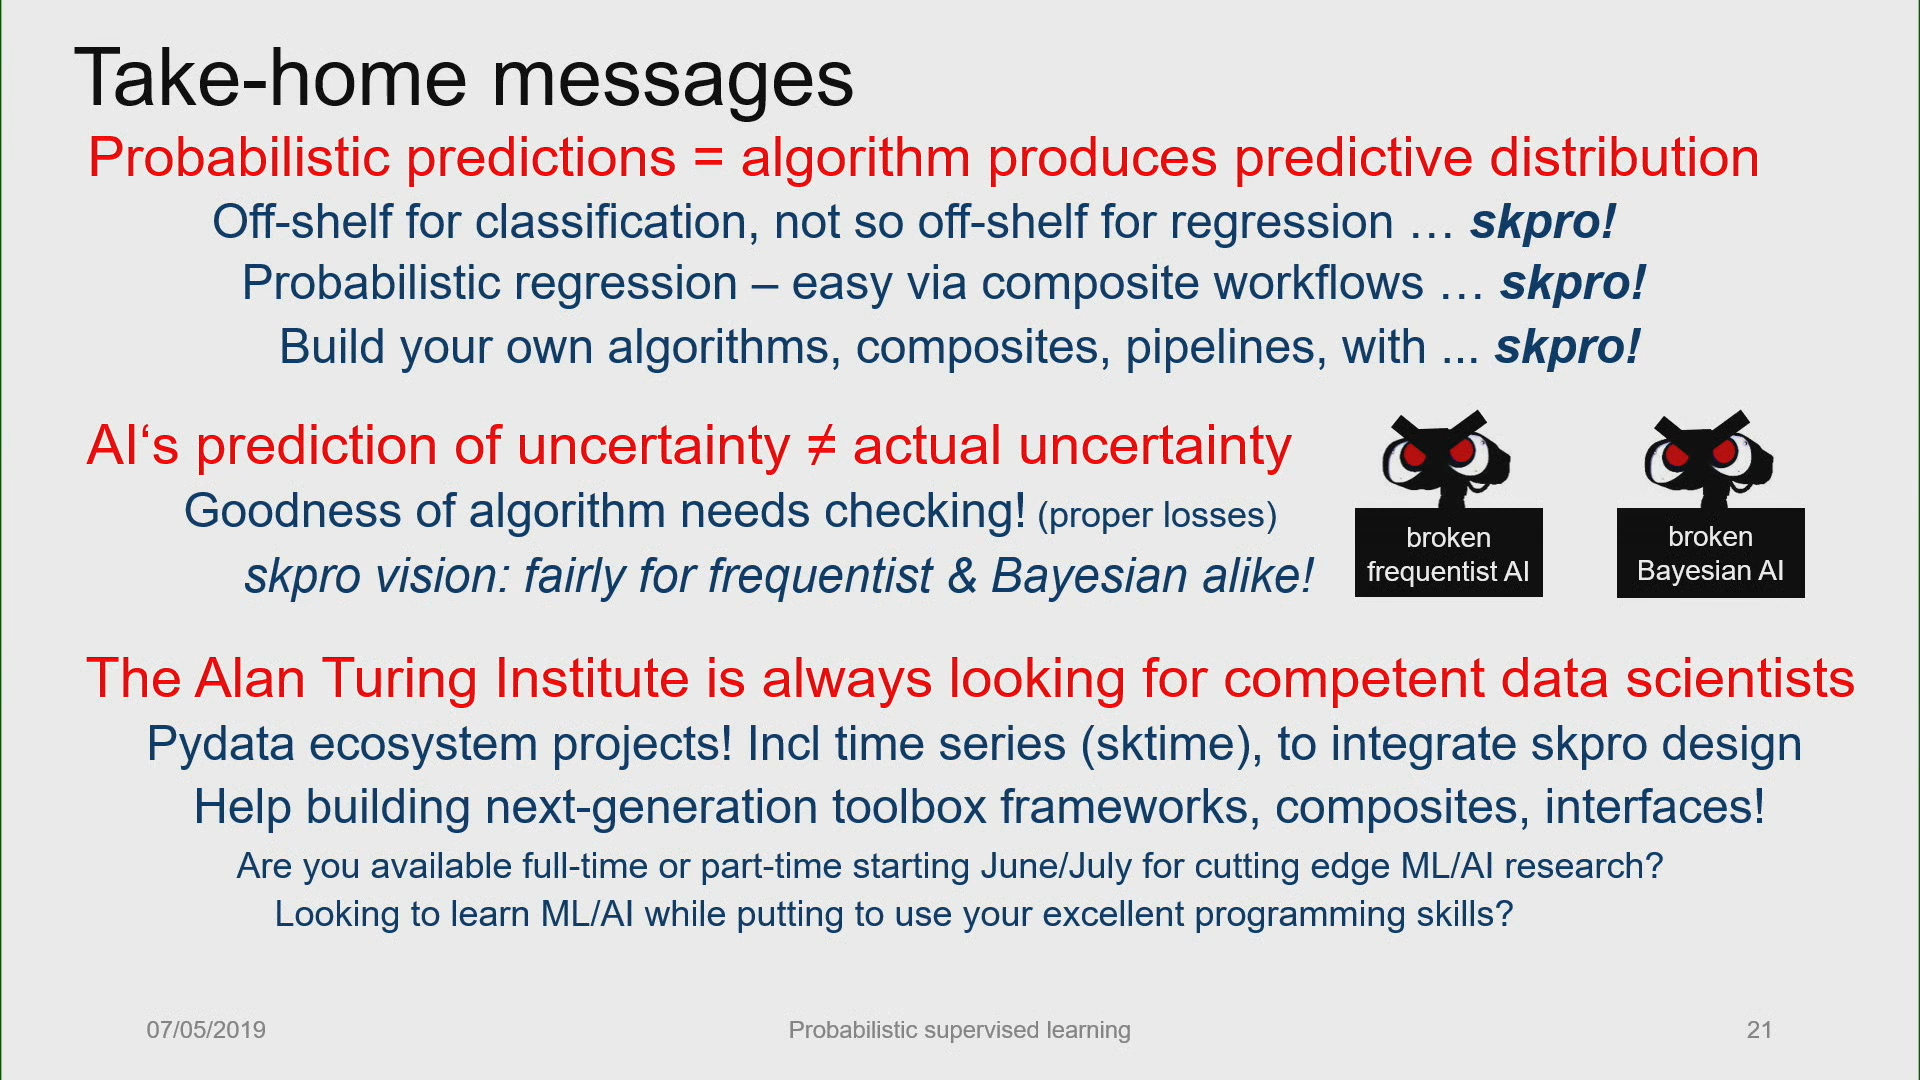 Take-home messages
Probabilistic predictions = algorithm produces predictive distribution
Off-shelf for classification, not so off-shelf for regression … skpro!
Probabilistic regression – easy via composite workflows … skpro!
Build your own algorithms, composites, pipelines, with ... skpro!
AI‘s prediction of uncertainty ≠ actual uncertainty
Goodness of algorithm needs checking! (proper losses)
skpro vision: fairly for frequentist & Bayesian alike!
broken
frequentist AI
broken
Bayesian AI
The Alan Turing Institute is always looking for competent data scientists
Pydata ecosystem projects! Incl time series (sktime), to integrate skpro design
Help building next-generation toolbox frameworks, composites, interfaces!
Are you available full-time or part-time starting June/July for cutting edge ML/AI research?
Looking to learn ML/AI while putting to use your excellent programming skills?
07/05/2019
Probabilistic supervised learning
21